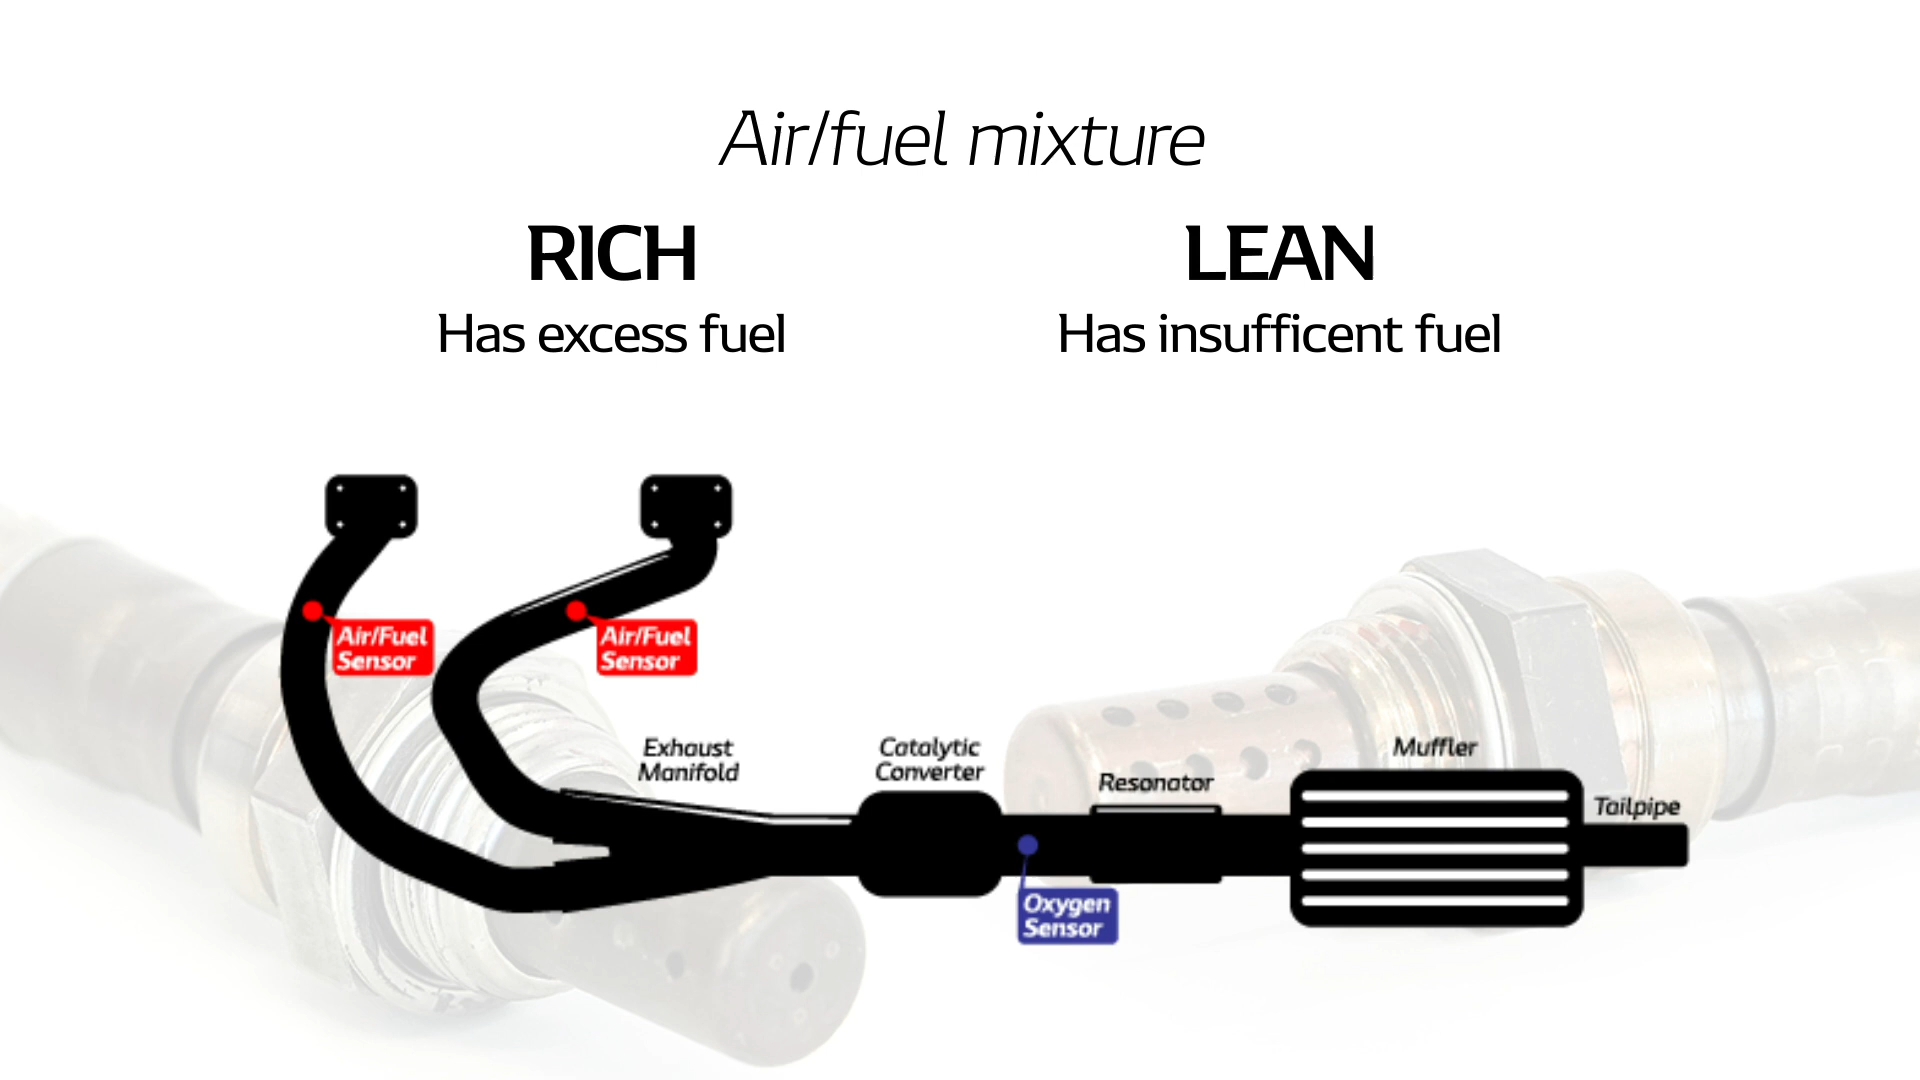 Air/fuel mixture
RICH
Has excess fuel
LEAN
Has insufficent fuel
Air/Fuel
Sensor
Air/Fuel
Sensor
Exhaust
Manifold
Catalytic
Converter
Resonator
Muffler
Tailpipe
Oxygen
Sensor